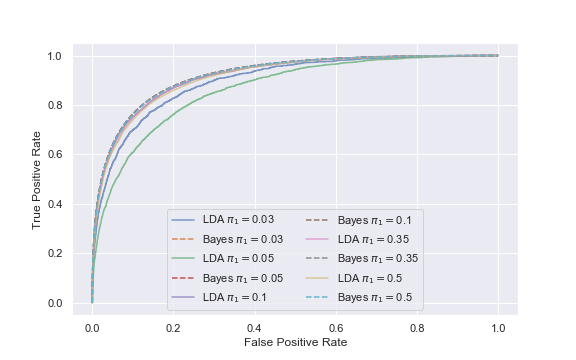 1.0
0.8
0.6
0.4
0.2
0.0
True Positive Rate
LDA π₁ = 0.03
Bayes π₁ = 0.03
LDA π₁ = 0.05
Bayes π₁ = 0.05
LDA π₁ = 0.1
Bayes π₁ = 0.1
LDA π₁ = 0.35
Bayes π₁ = 0.35
LDA π₁ = 0.5
Bayes π₁ = 0.5
0.0 0.2 0.4 0.6 0.8 1.0
False Positive Rate